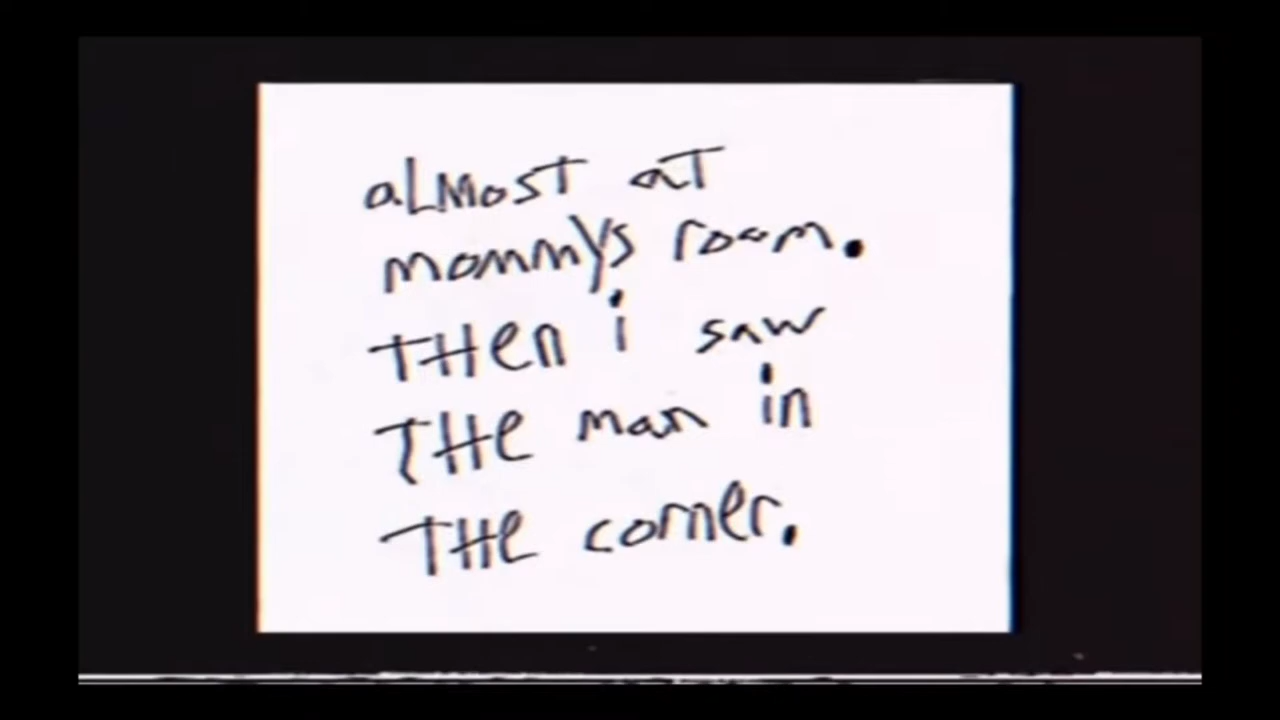 aLMosT aT
mommys room.
THen i saw
THe man in
THe corner.